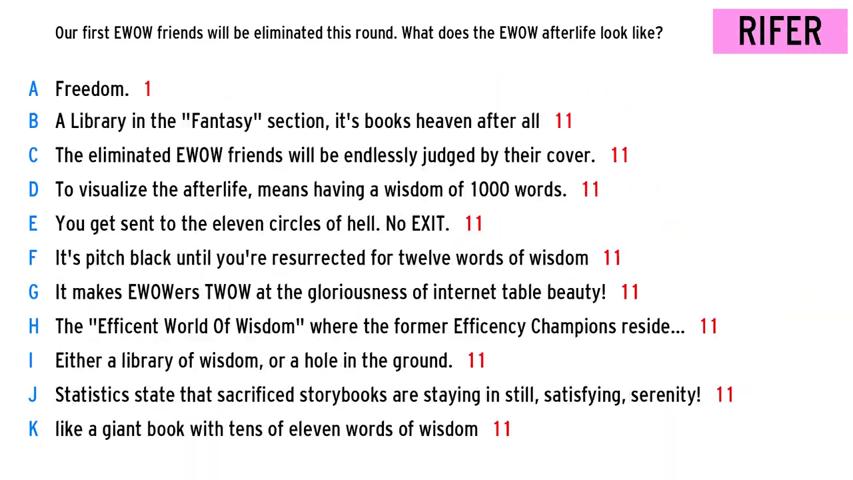 Our first EWOW friends will be eliminated this round. What does the EWOW afterlife look like?
RIFER
A Freedom. 1
B A Library in the "Fantasy" section, it's books heaven after all 11
C The eliminated EWOW friends will be endlessly judged by their cover. 11
D To visualize the afterlife, means having a wisdom of 1000 words. 11
E You get sent to the eleven circles of hell. No EXIT. 11
F It's pitch black until you're resurrected for twelve words of wisdom 11
G It makes EWOWers TWOW at the gloriousness of internet table beauty! 11
H The "Efficent World Of Wisdom" where the former Efficency Champions reside... 11
I Either a library of wisdom, or a hole in the ground. 11
J Statistics state that sacrificed storybooks are staying in still, satisfying, serenity! 11
K like a giant book with tens of eleven words of wisdom 11